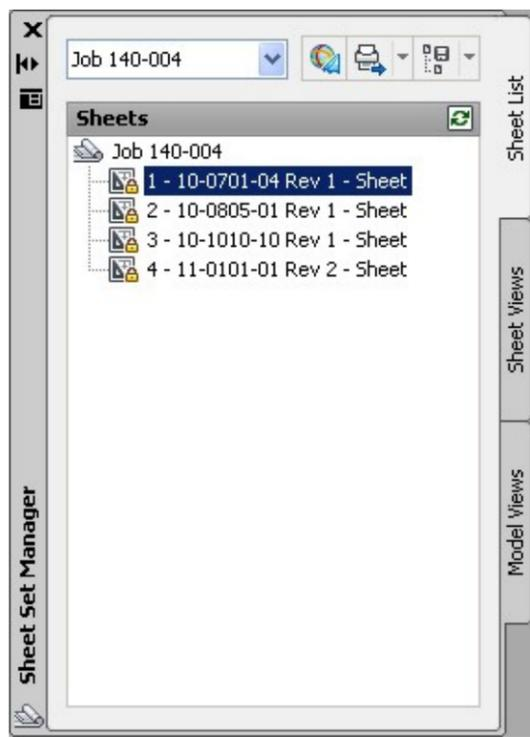 Job 140-004
Sheets
Job 140-004
1 - 10-0701-04 Rev 1 - Sheet
2 - 10-0805-01 Rev 1 - Sheet
3 - 10-1010-10 Rev 1 - Sheet
4 - 11-0101-01 Rev 2 - Sheet
Sheet List
Sheet Views
Model Views
Sheet Set Manager